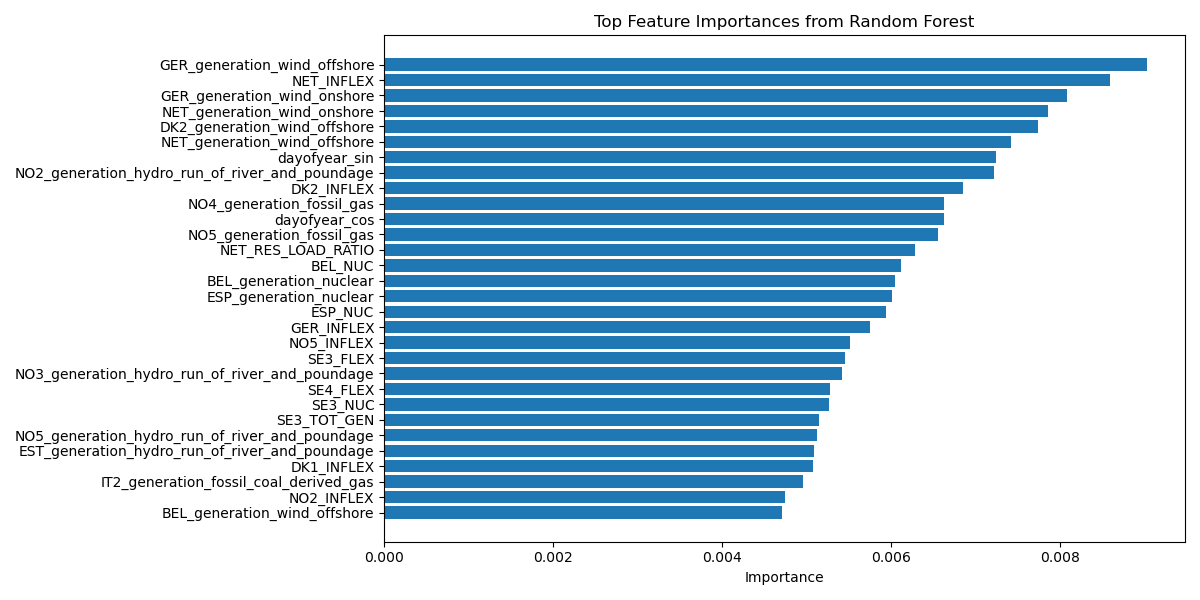 Top Feature Importances from Random Forest
GER_generation_wind_offshore
NET_INFLEX
GER_generation_wind_onshore
NET_generation_wind_onshore
DK2_generation_wind_offshore
NET_generation_wind_offshore
dayofyear_sin
NO2_generation_hydro_run_of_river_and_poundage
DK2_INFLEX
NO4_generation_fossil_gas
dayofyear_cos
NO5_generation_fossil_gas
NET_RES_LOAD_RATIO
BEL_NUC
BEL_generation_nuclear
ESP_generation_nuclear
ESP_NUC
GER_INFLEX
NO5_INFLEX
SE3_FLEX
NO3_generation_hydro_run_of_river_and_poundage
SE4_FLEX
SE3_NUC
SE3_TOT_GEN
NO5_generation_hydro_run_of_river_and_poundage
EST_generation_hydro_run_of_river_and_poundage
DK1_INFLEX
IT2_generation_fossil_coal_derived_gas
NO2_INFLEX
BEL_generation_wind_offshore
0.000 0.002 0.004 0.006 0.008
Importance